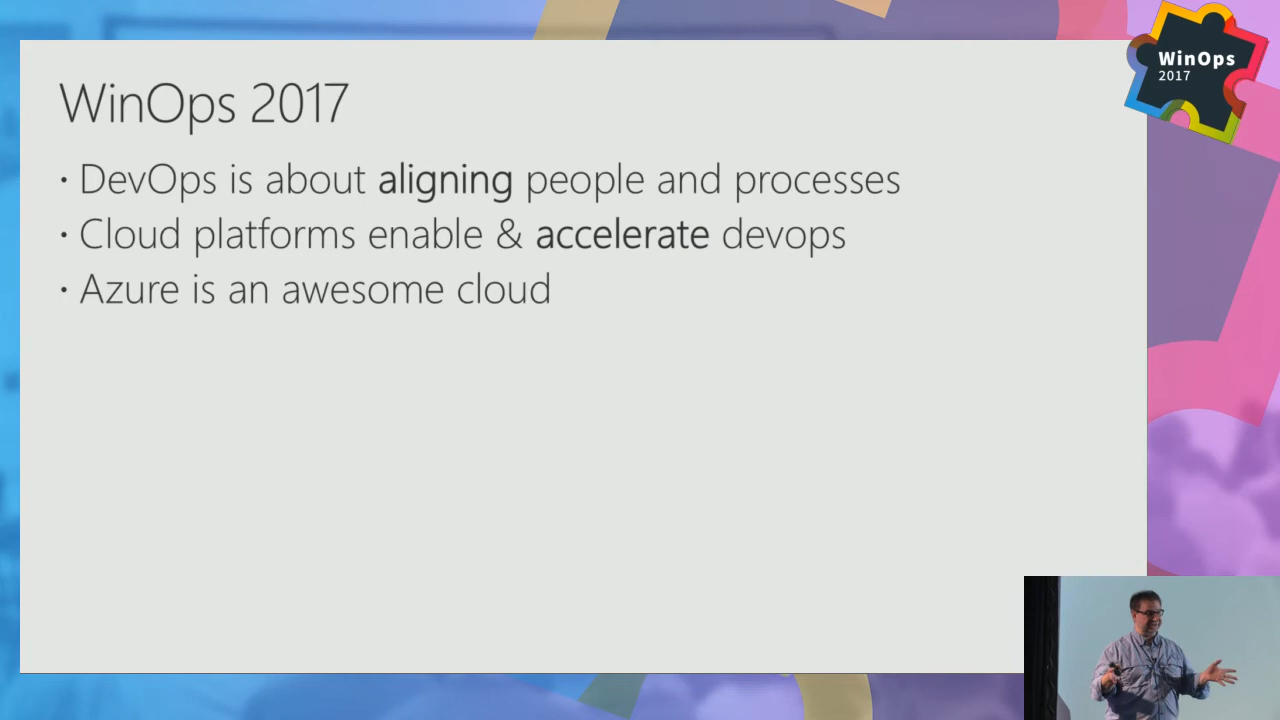 WinOps 2017
• DevOps is about aligning people and processes
• Cloud platforms enable & accelerate devops
• Azure is an awesome cloud
WinOps
2017